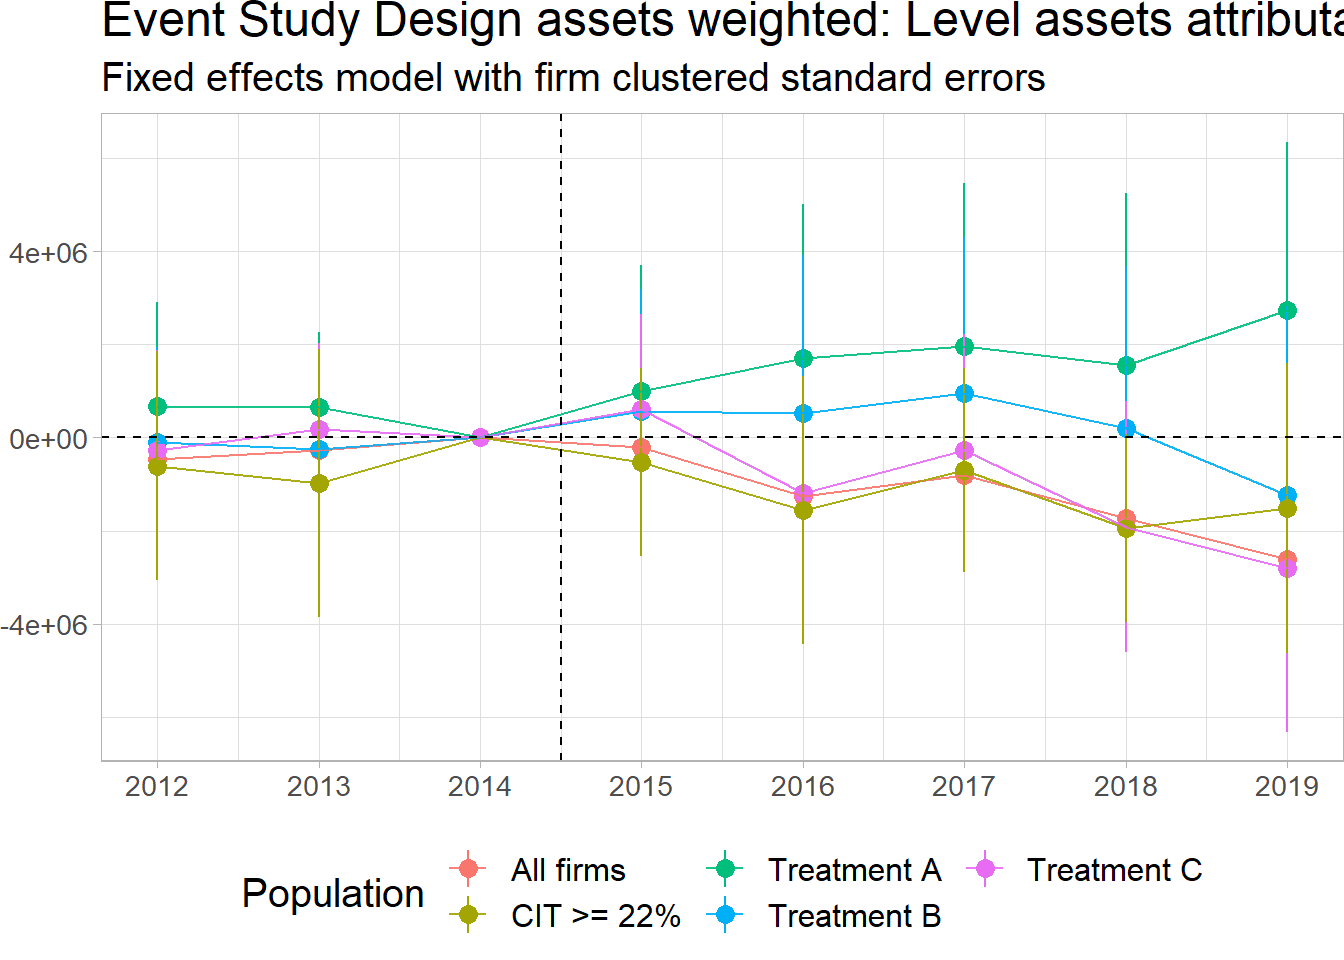 Event Study Design assets weighted: Level assets attributa
Fixed effects model with firm clustered standard errors
4e+06
0e+00
-4e+06
2012 2013 2014 2015 2016 2017 2018 2019
Population
All firms Treatment A Treatment C
CIT >= 22% Treatment B